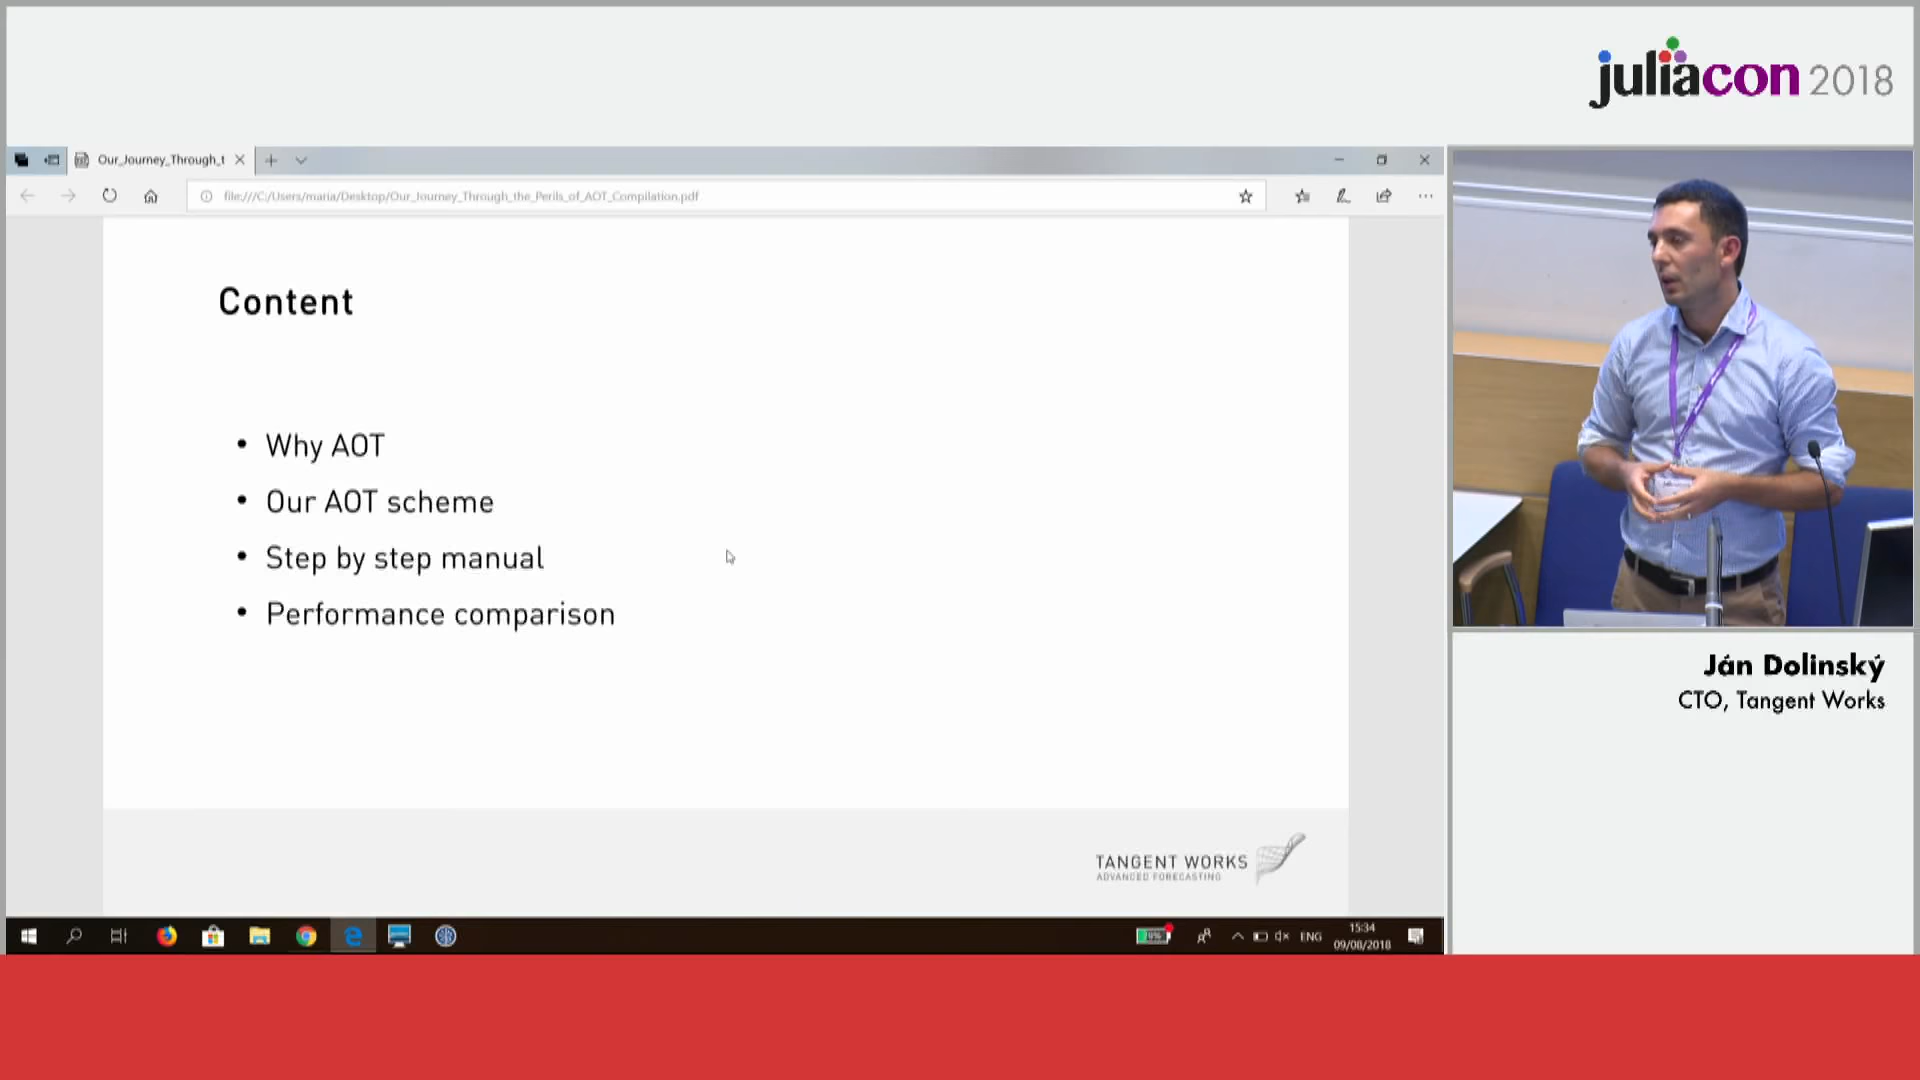 juliacon 2018
Our_Journey_Through_t
file:///C:/Users/maria/Desktop/Our_Journey_Through_the_Perils_of_AOT_Compilation.pdf
Content
• Why AOT
• Our AOT scheme
• Step by step manual
• Performance comparison
TANGENT WORKS
ADVANCED FORECASTING
ENG
15:34
09/08/2018
Ján Dolinský
CTO, Tangent Works